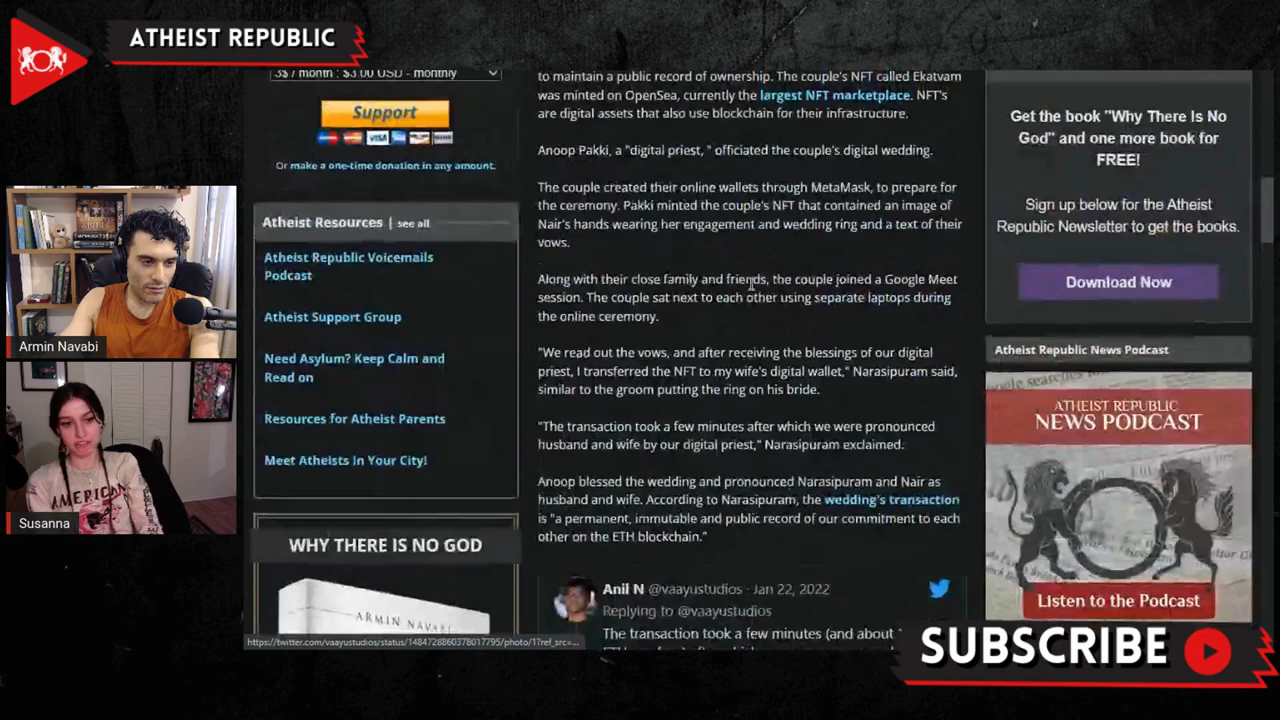 ATHEIST REPUBLIC
3$ / month : $3.00 USD - monthly
Support
Or make a one-time donation in any amount.
Atheist Resources | see all
Atheist Republic Voicemails
Podcast
Atheist Support Group
Need Asylum? Keep Calm and
Read on
Resources for Atheist Parents
Meet Atheists In Your City!
WHY THERE IS NO GOD
ARMIN NAVABI
https://twitter.com/vaayustudios/status/1484728860378017795/photo/1?ref_src=...
Armin Navabi
AMERICAN
Susanna
to maintain a public record of ownership. The couple's NFT called Ekatvam
was minted on OpenSea, currently the largest NFT marketplace. NFT's
are digital assets that also use blockchain for their infrastructure.
Anoop Pakki, a "digital priest, " officiated the couple's digital wedding.
The couple created their online wallets through MetaMask, to prepare for
the ceremony. Pakki minted the couple's NFT that contained an image of
Nair's hands wearing her engagement and wedding ring and a text of their
vows.
Along with their close family and friends, the couple joined a Google Meet
session. The couple sat next to each other using separate laptops during
the online ceremony.
"We read out the vows, and after receiving the blessings of our digital
priest, I transferred the NFT to my wife's digital wallet," Narasipuram said,
similar to the groom putting the ring on his bride.
"The transaction took a few minutes after which we were pronounced
husband and wife by our digital priest," Narasipuram exclaimed.
Anoop blessed the wedding and pronounced Narasipuram and Nair as
husband and wife. According to Narasipuram, the wedding's transaction
is "a permanent, immutable and public record of our commitment to each
other on the ETH blockchain."
Anil N @vaayustudios · Jan 22, 2022
Replying to @vaayustudios
The transaction took a few minutes (and about
Get the book "Why There Is No
God" and one more book for
FREE!
Sign up below for the Atheist
Republic Newsletter to get the books.
Download Now
Atheist Republic News Podcast
ATHEIST REPUBLIC
NEWS PODCAST
Listen to the Podcast
SUBSCRIBE